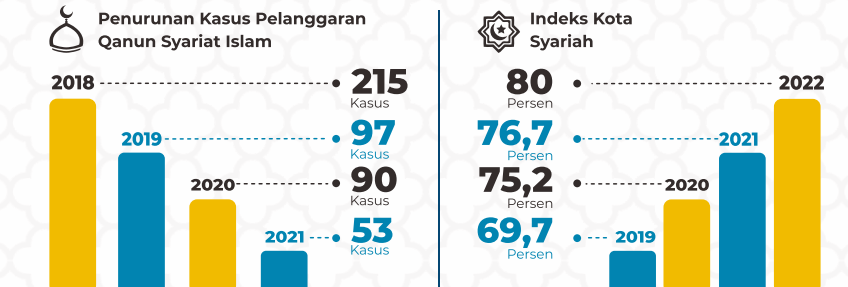 Penurunan Kasus Pelanggaran
Qanun Syariat Islam
2018
215
Kasus
2019
97
Kasus
2020
90
Kasus
2021
53
Kasus
Indeks Kota
Syariah
80
Persen
2022
76,7
Persen
2021
75,2
Persen
2020
69,7
Persen
2019